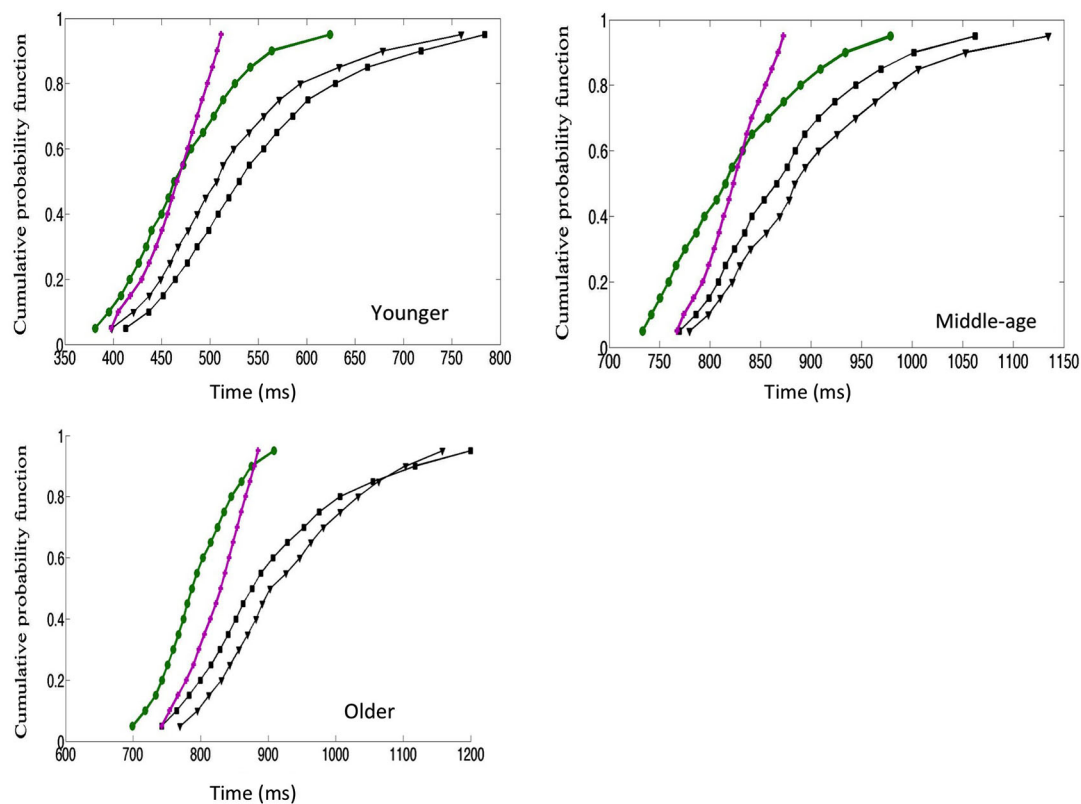 Cumulative probability function
1
0.8
0.6
0.4
0.2
0
350 400 450 500 550 600 650 700 750 800
Younger
Time (ms)
Cumulative probability function
1
0.8
0.6
0.4
0.2
0
700 750 800 850 900 950 1000 1050 1100 1150
Middle-age
Time (ms)
Cumulative probability function
1
0.8
0.6
0.4
0.2
0
600 700 800 900 1000 1100 1200
Older
Time (ms)